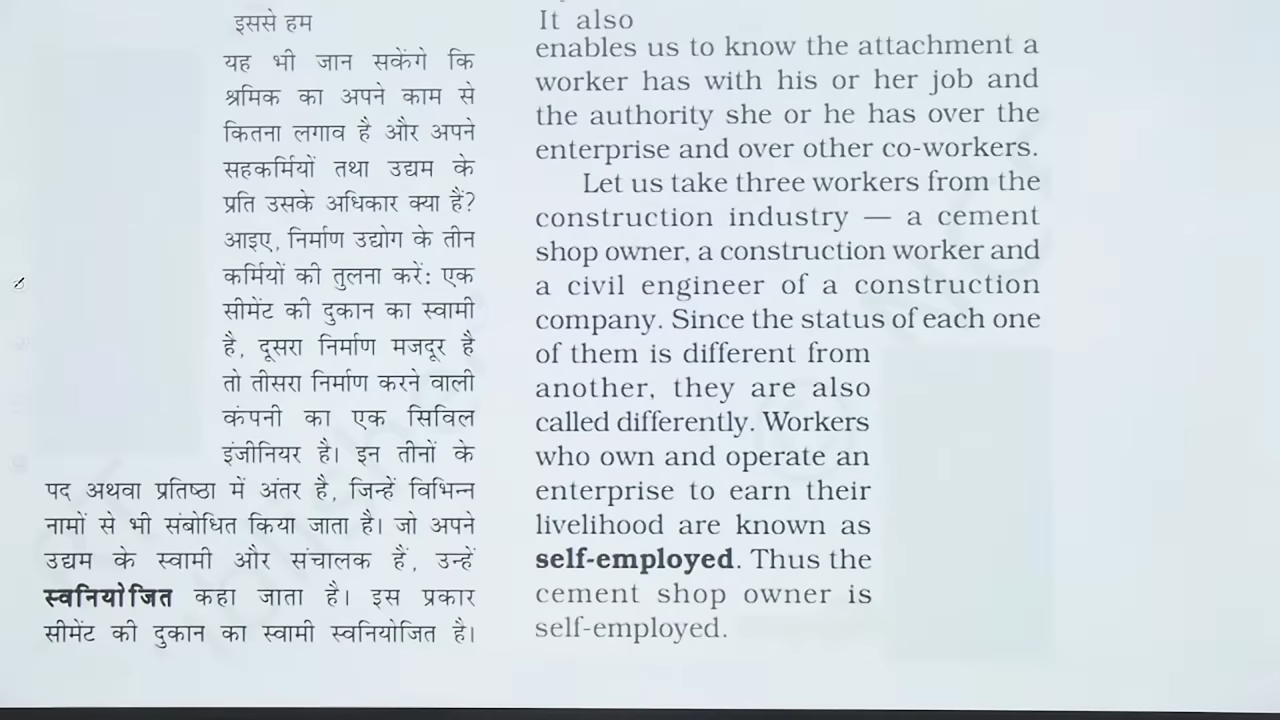 इससे हम
यह भी जान सकेंगे कि
श्रमिक का अपने काम से
कितना लगाव है और अपने
सहकर्मियों तथा उद्यम के
प्रति उसके अधिकार क्या हैं?
आइए, निर्माण उद्योग के तीन
कर्मियों की तुलना करें: एक
सीमेंट की दुकान का स्वामी
है, दूसरा निर्माण मजदूर है
तो तीसरा निर्माण करने वाली
कंपनी का एक सिविल
इंजीनियर है। इन तीनों के
पद अथवा प्रतिष्ठा में अंतर है, जिन्हें विभिन्न
नामों से भी संबोधित किया जाता है। जो अपने
उद्यम के स्वामी और संचालक हैं, उन्हें
स्वनियोजित कहा जाता है। इस प्रकार
सीमेंट की दुकान का स्वामी स्वनियोजित है।
It also
enables us to know the attachment a
worker has with his or her job and
the authority she or he has over the
enterprise and over other co-workers.
Let us take three workers from the
construction industry — a cement
shop owner, a construction worker and
a civil engineer of a construction
company. Since the status of each one
of them is different from
another, they are also
called differently. Workers
who own and operate an
enterprise to earn their
livelihood are known as
self-employed. Thus the
cement shop owner is
self-employed.